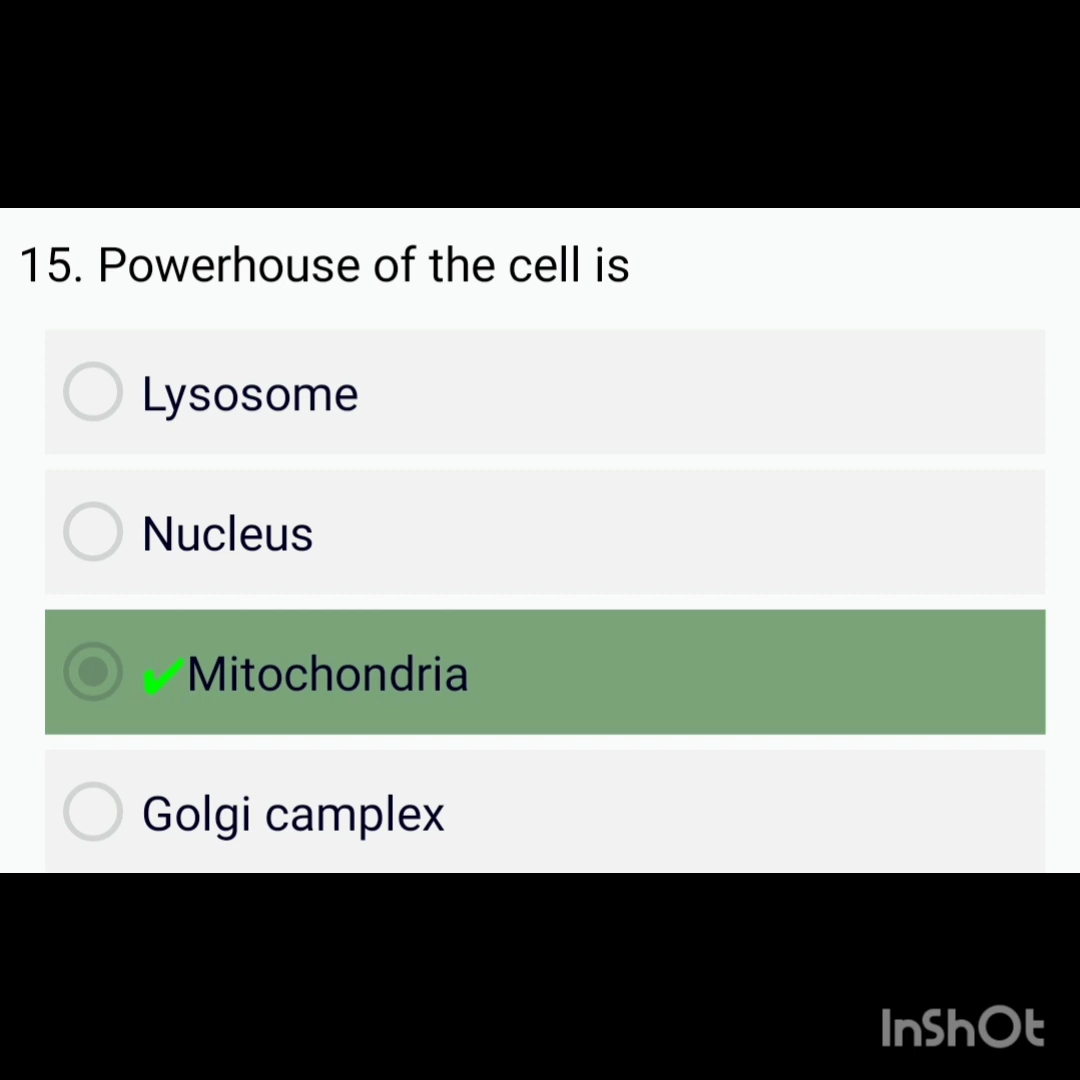 15. Powerhouse of the cell is
Lysosome
Nucleus
✔Mitochondria
Golgi camplex
InShOt